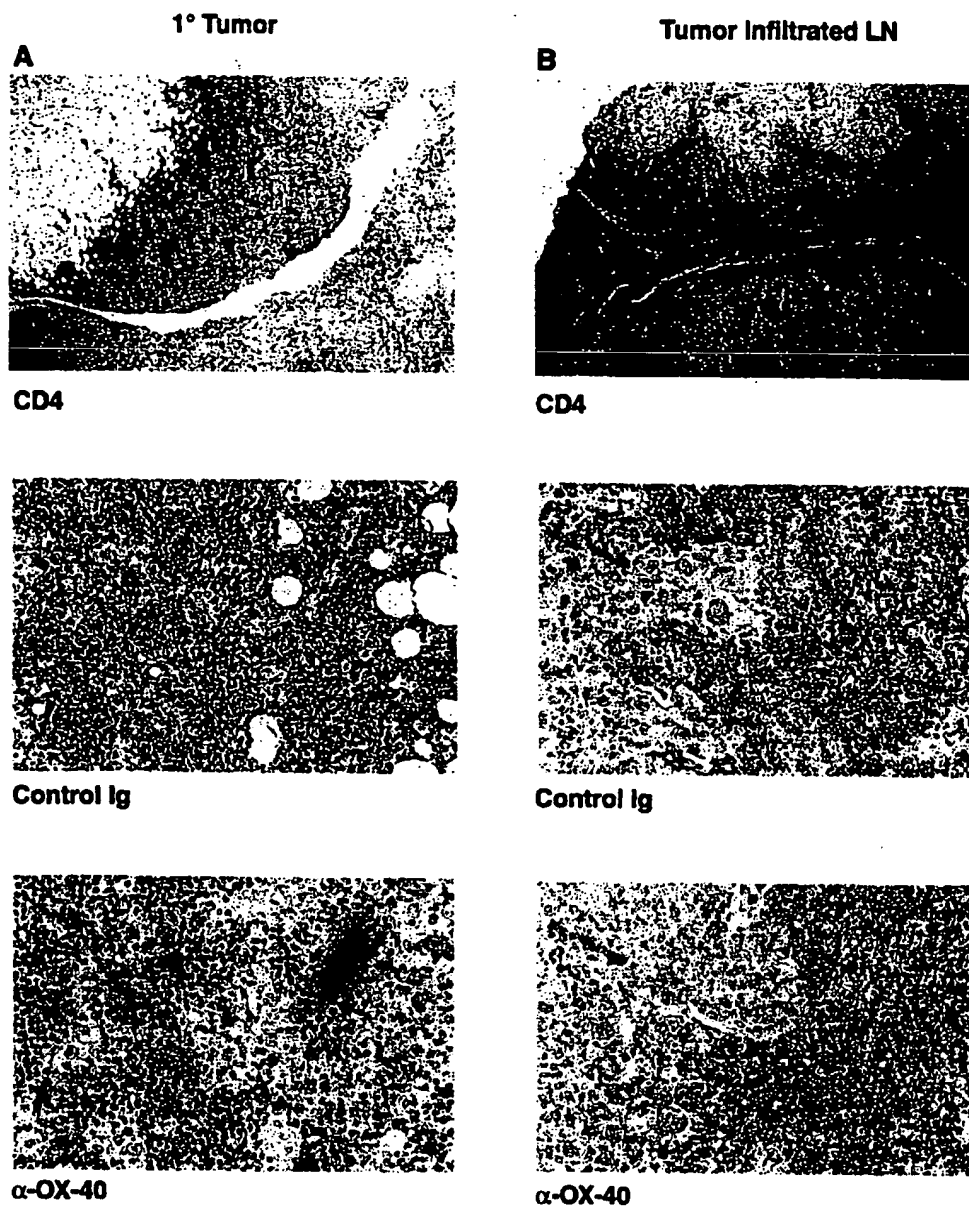 1° Tumor
Tumor Infiltrated LN
A
B
CD4
CD4
Control Ig
Control Ig
α-OX-40
α-OX-40